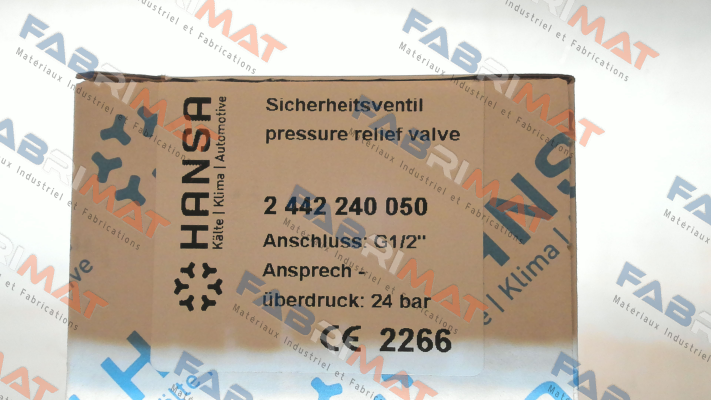 Sicherheitsventil
pressure relief valve
2 442 240 050
Anschluss: G1/2"
Ansprech -
überdruck: 24 bar
CE 2266
HANSA
Kälte | Klima | Automotive
| Klima |
FABRIMAT
Materiaux Industriel et Fabrications